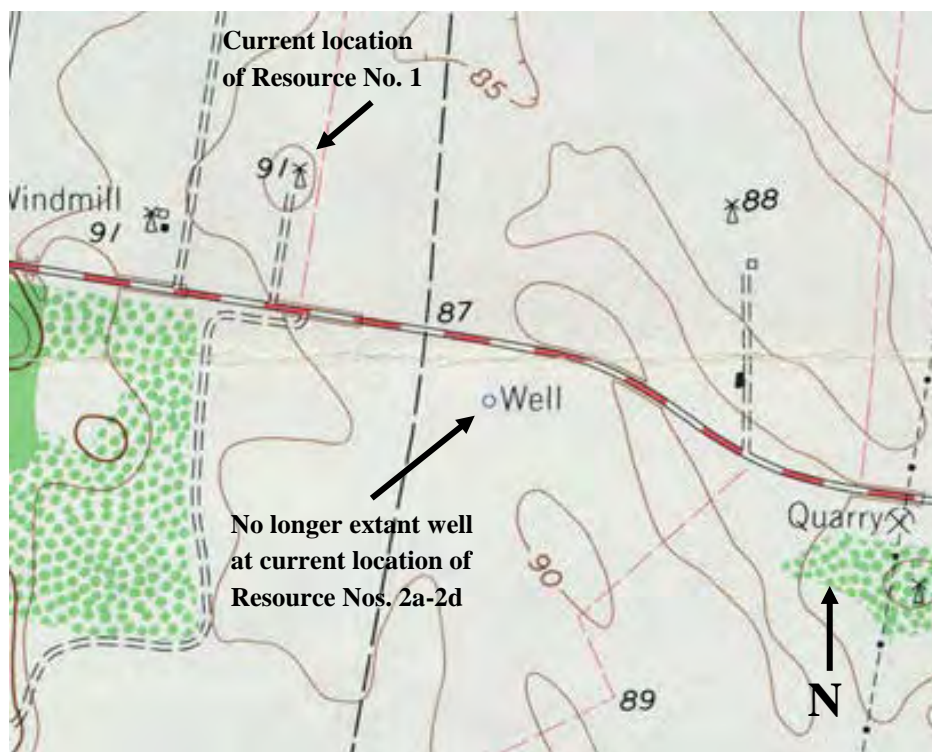 Current location
of Resource No. 1
85
91
Windmill
91
88
87
Well
No longer extant well
at current location of
Resource Nos. 2a-2d
90
Quarry
N
89